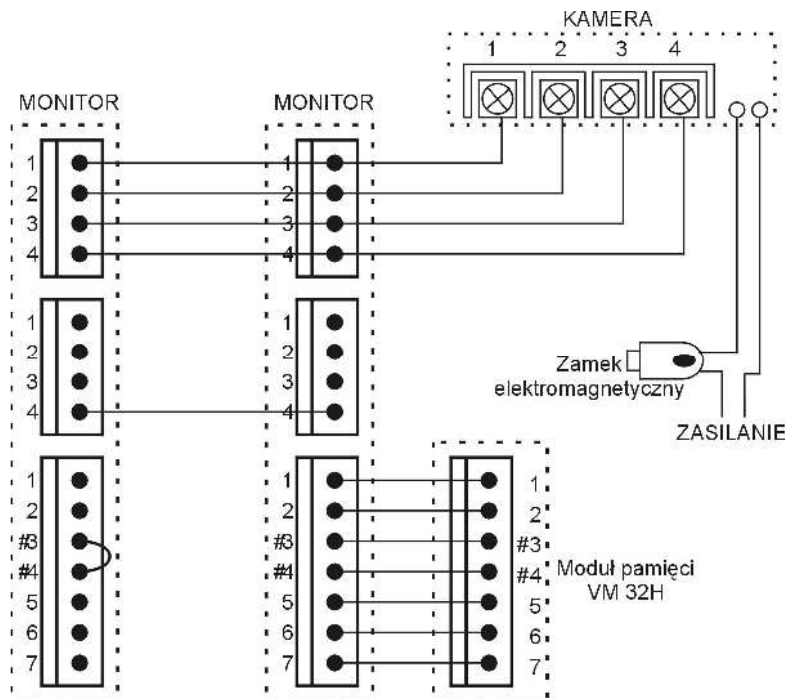 KAMERA
1 2 3 4
MONITOR MONITOR
1 1
2 2
3 3
4 4
1 1
2 2
3 3
4 4
Zamek
elektromagnetyczny
ZASILANIE
1 1 1
2 2 2
#3 #3 #3
#4 #4 #4
5 5 5
6 6 6
7 7 7
Moduł pamięci
VM 32H